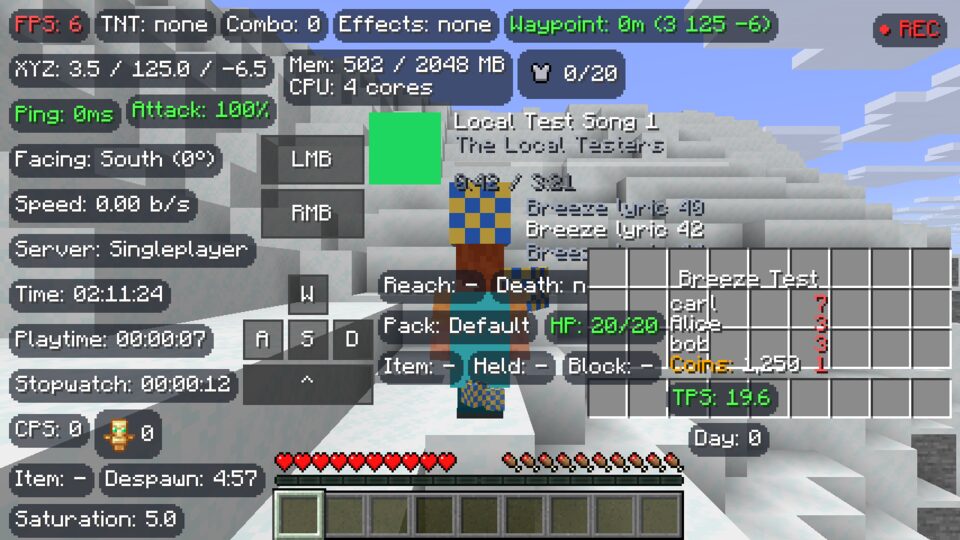 FPS: 6 TNT: none Combo: 0 Effects: none Waypoint: 0m (3 125 -6) • REC
XYZ: 3.5 / 125.0 / -6.5
Mem: 502 / 2048 MB
CPU: 4 cores
0/20
Ping: 0ms Attack: 100%
Local Test Song 1
The Local Testers
Facing: South (0°)
LMB
0:42 / 3:21
Speed: 0.00 b/s
RMB
Breeze lyric 42
Server: Singleplayer
Breeze
Reach: - Death: n
Breeze Test
Time: 02:11:24
W
carl 7
Pack: Default HP: 20/20
Alice 3
Playtime: 00:00:07
A S D
bob 3
Item: - Held: - Block: -
Coins: 1,250 1
Stopwatch: 00:00:12
^
TPS: 19.6
CPS: 0
0
Day: 0
Item: - Despawn: 4:57
Saturation: 5.0